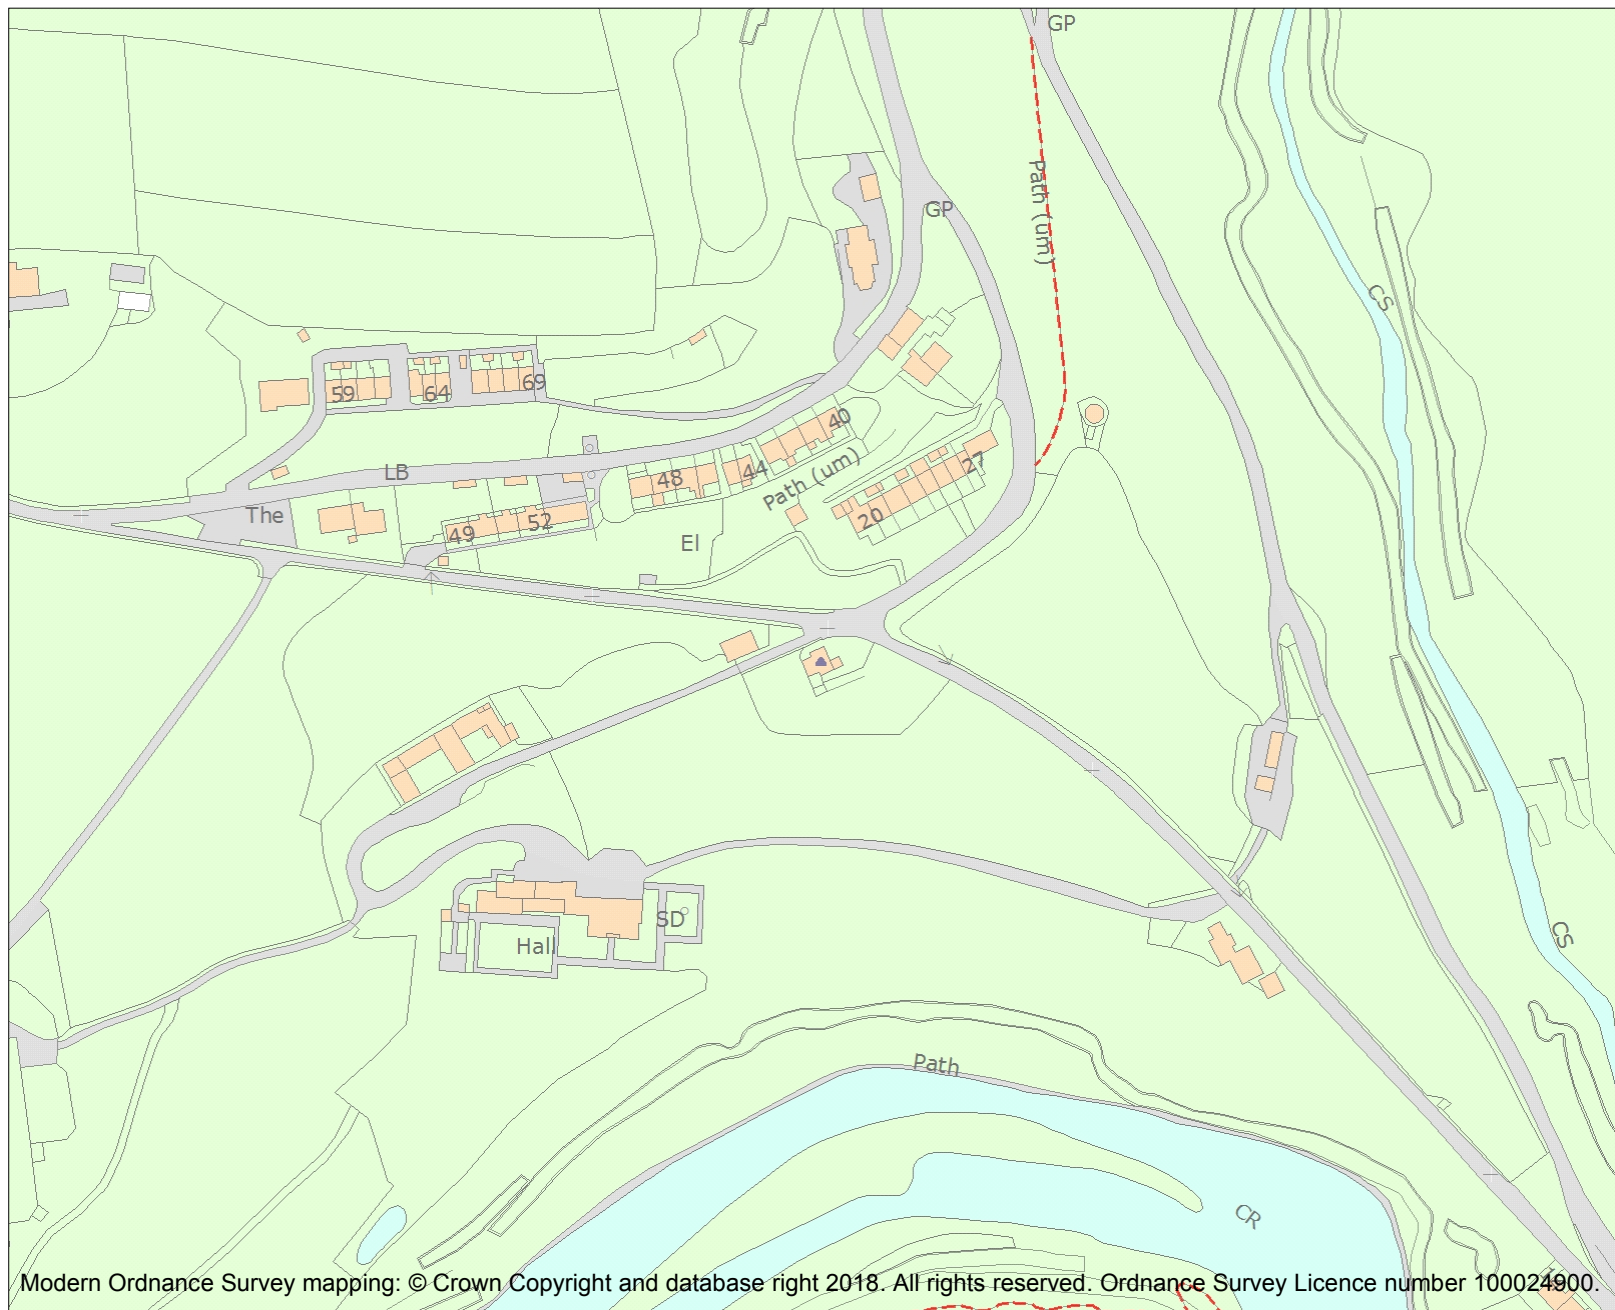 GP
Path (um)
GP
CS
59
64
69
40
LB
48
44
Path (um)
27
The
49
52
20
El
SD
Hall
CS
Path
CR
Modern Ordnance Survey mapping: © Crown Copyright and database right 2018. All rights reserved. Ordnance Survey Licence number 100024900.